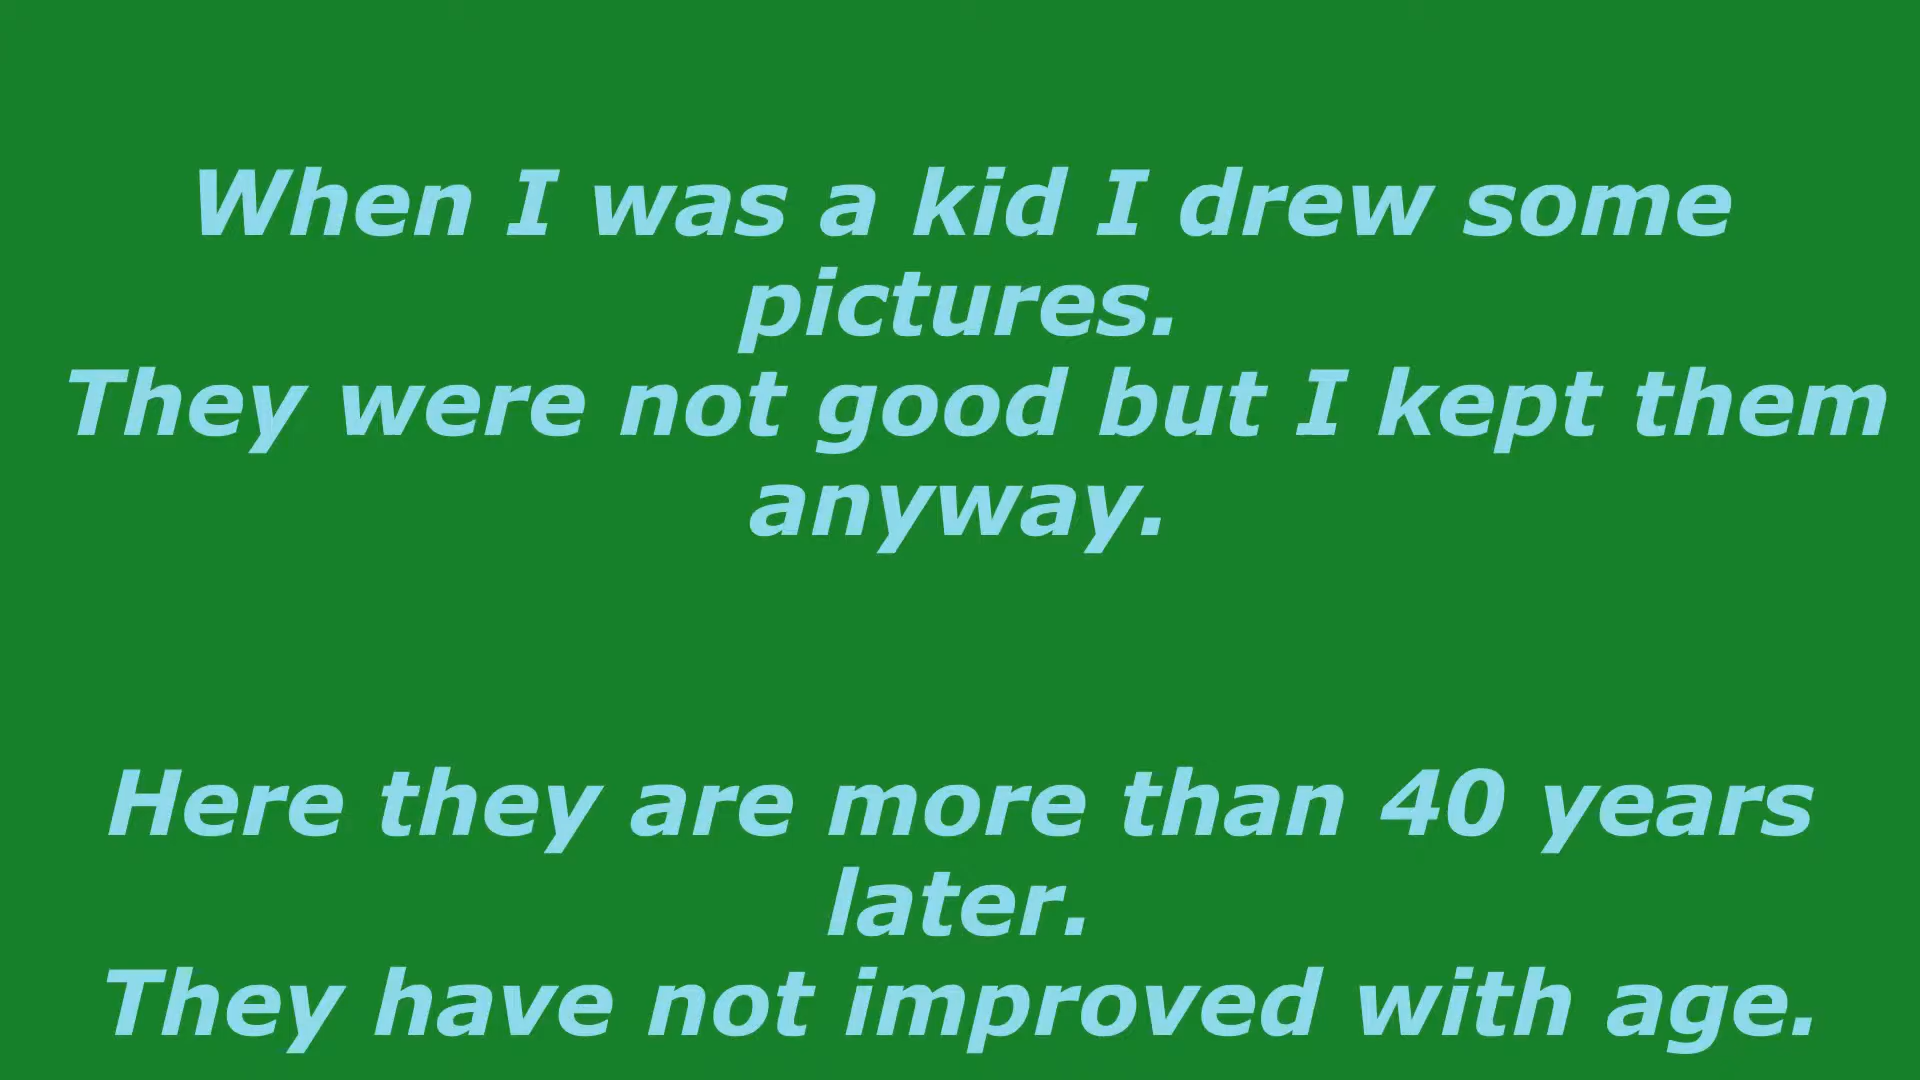 When I was a kid I drew some
pictures.
They were not good but I kept them
anyway.
Here they are more than 40 years
later.
They have not improved with age.